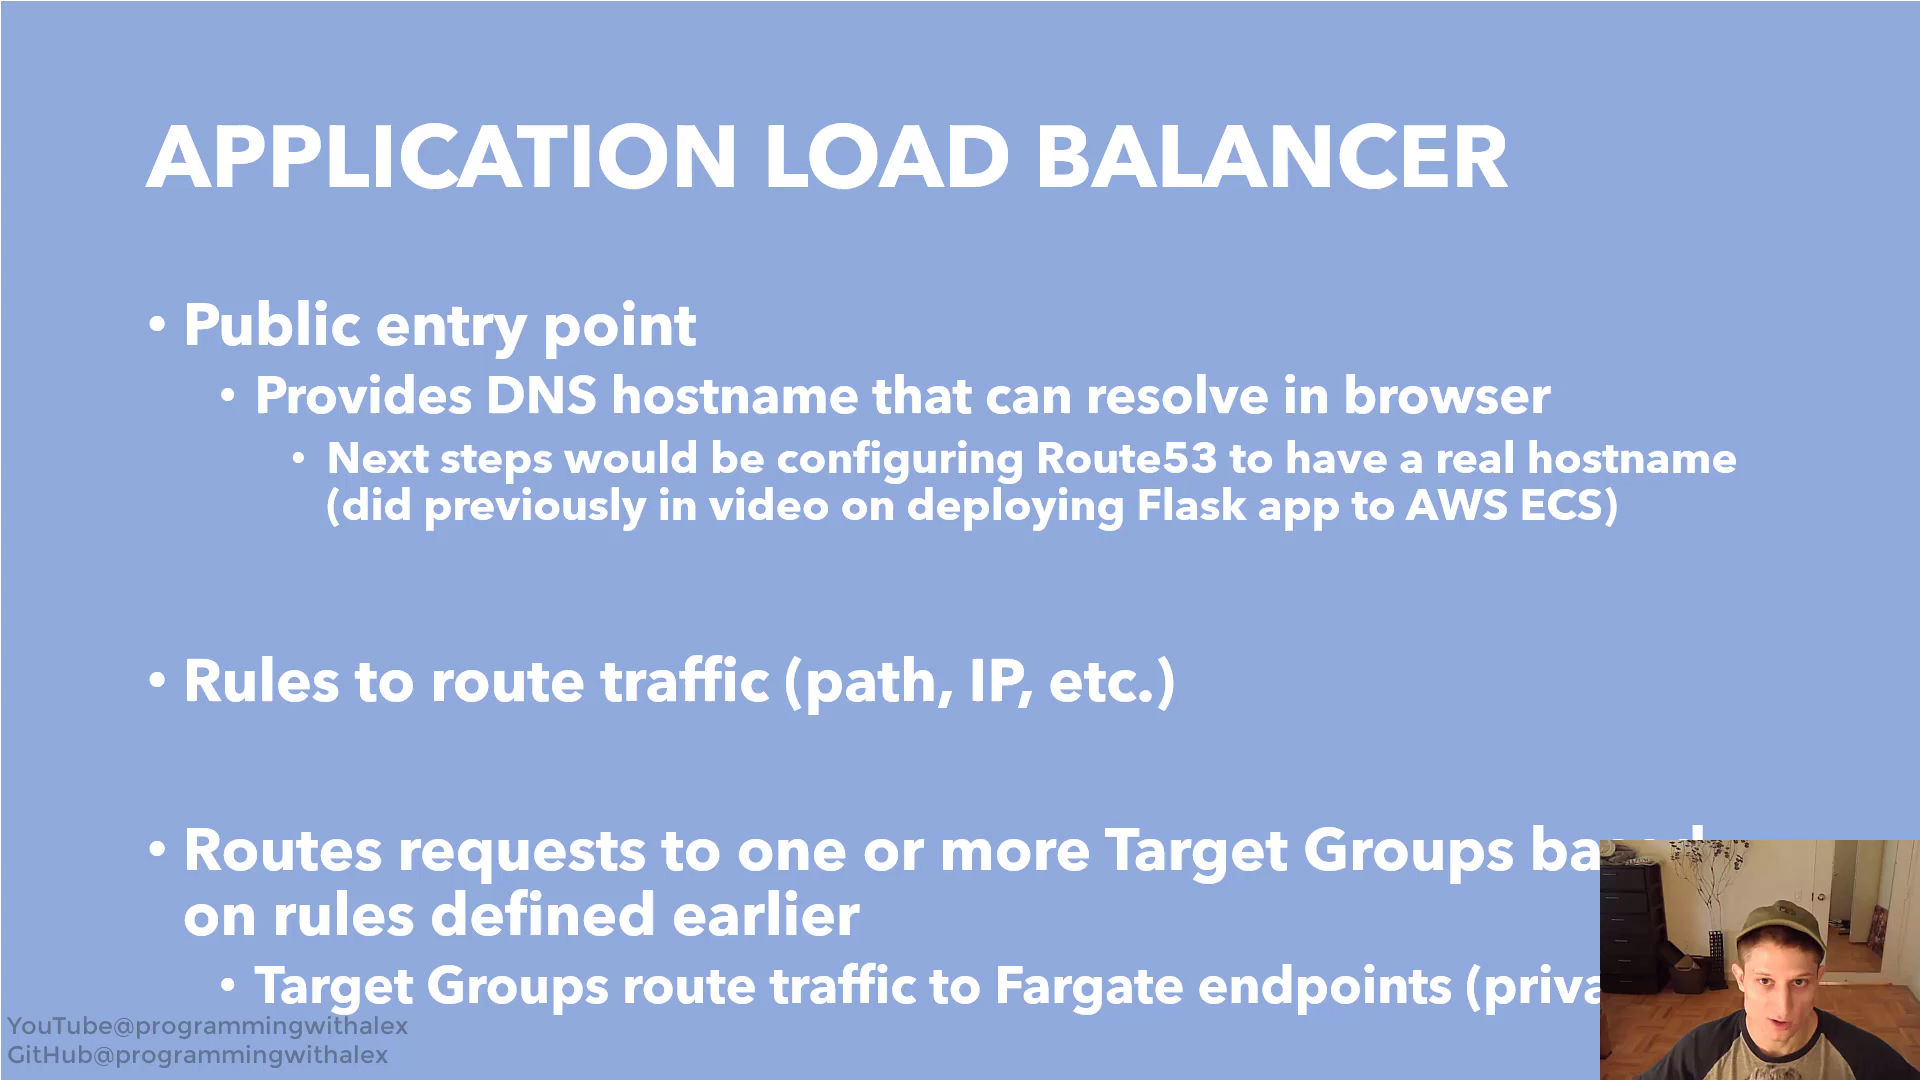 APPLICATION LOAD BALANCER
• Public entry point
• Provides DNS hostname that can resolve in browser
• Next steps would be configuring Route53 to have a real hostname
(did previously in video on deploying Flask app to AWS ECS)
• Rules to route traffic (path, IP, etc.)
• Routes requests to one or more Target Groups
on rules defined earlier
• Target Groups route traffic to Fargate endpoints
YouTube@programmingwithalex
GitHub@programmingwithalex